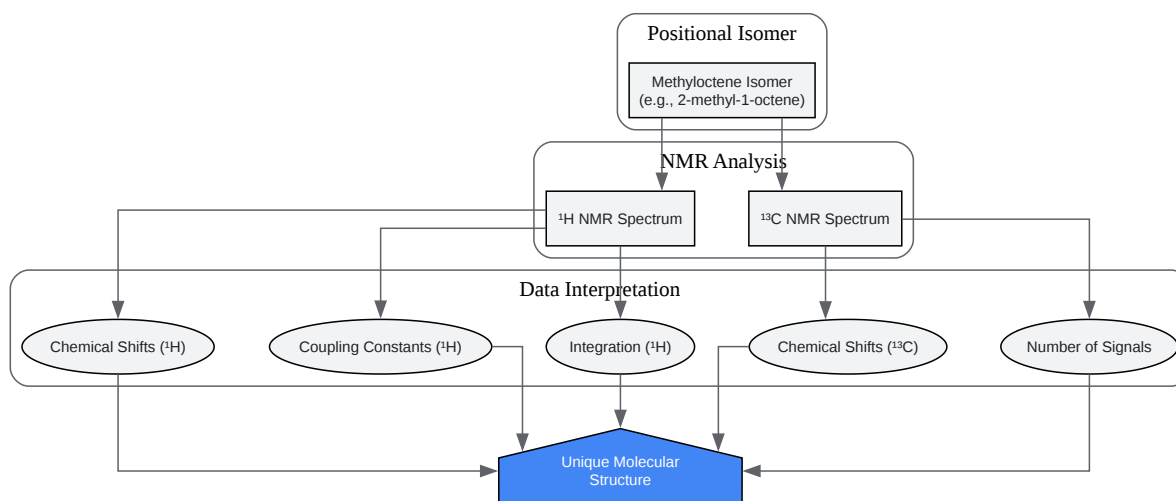 Positional Isomer
Methyloctene Isomer
(e.g., 2-methyl-1-octene)
NMR Analysis
¹H NMR Spectrum
¹³C NMR Spectrum
Data Interpretation
Chemical Shifts (¹H)
Coupling Constants (¹H)
Integration (¹H)
Chemical Shifts (¹³C)
Number of Signals
Unique Molecular
Structure